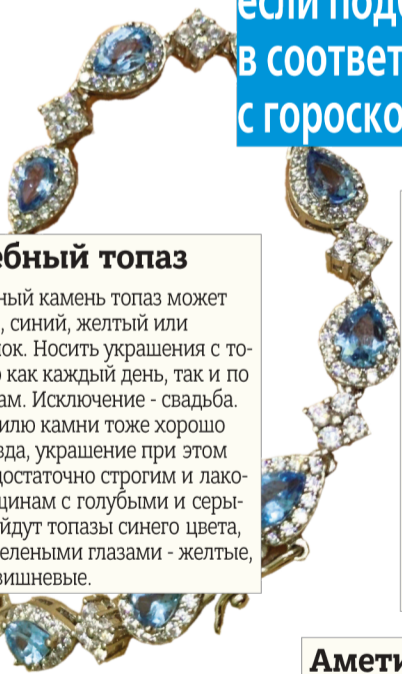 если под
в соответ
с гороско
ебный топаз
ный камень топаз может
, синий, желтый или
ок. Носить украшения с то-
о как каждый день, так и по
ам. Исключение - свадьба.
илю камни тоже хорошо
вда, украшение при этом
достаточно строгим и лако-
щинам с голубыми и серы-
йдут топазы синего цвета,
елеными глазами - желтые,
вишневые.
Амети